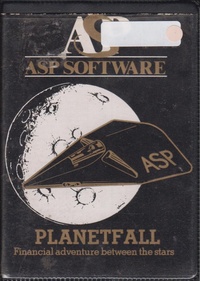 ASP
ASP SOFTWARE
ASP
PLANETFALL
Financial adventure between the stars